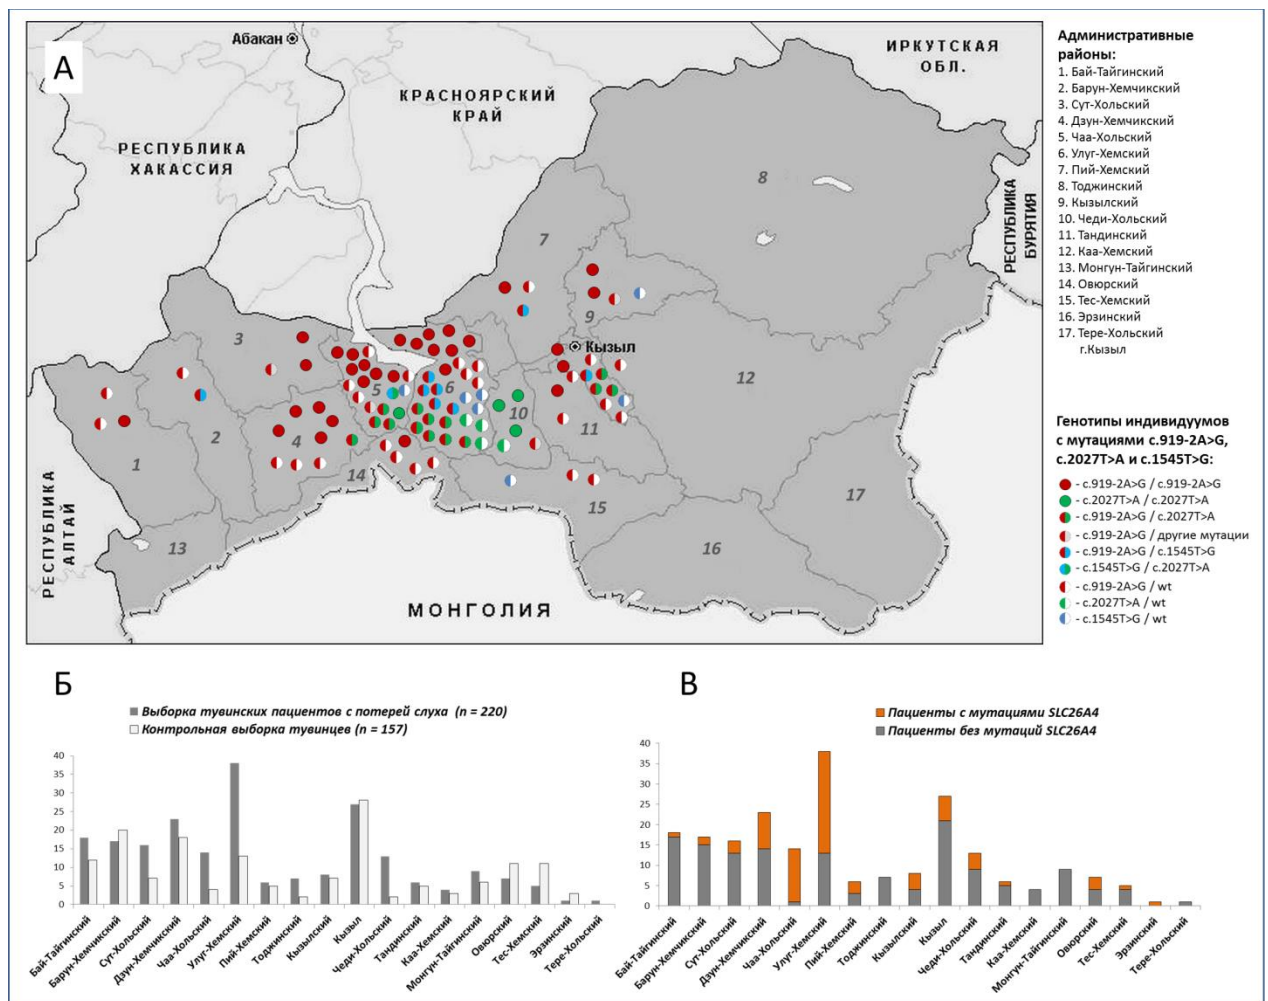 А
Абакан
ИРКУТСКАЯ
ОБЛ.
КРАСНОЯРСКИЙ
КРАЙ
РЕСПУБЛИКА
ХАКАССИЯ
РЕСПУБЛИКА
БУРЯТИЯ
РЕСПУБЛИКА
АЛТАЙ
МОНГОЛИЯ
Кызыл
8
7
9
3
12
5
6
10
2
4
11
1
14
17
15
13
16
Административные
районы:
1. Бай-Тайгинский
2. Барун-Хемчикский
3. Сут-Хольский
4. Дзун-Хемчикский
5. Чаа-Хольский
6. Улуг-Хемский
7. Пий-Хемский
8. Тоджинский
9. Кызылский
10. Чеди-Хольский
11. Тандинский
12. Каа-Хемский
13. Монгун-Тайгинский
14. Овюрский
15. Тес-Хемский
16. Эрзинский
17. Тере-Хольский
г.Кызыл
Генотипы индивидуумов
с мутациями c.919-2A>G,
c.2027T>A и c.1545T>G:
- c.919-2A>G / c.919-2A>G
- c.2027T>A / c.2027T>A
- c.919-2A>G / c.2027T>A
- c.919-2A>G / другие мутации
- c.919-2A>G / c.1545T>G
- c.1545T>G / c.2027T>A
- c.919-2A>G / wt
- c.2027T>A / wt
- c.1545T>G / wt
Б
Выборка тувинских пациентов с потерей слуха (n = 220)
Контрольная выборка тувинцев (n = 157)
40
35
30
25
20
15
10
5
0
Бай-Тайгинский
Барун-Хемчикский
Сут-Хольский
Дзун-Хемчикский
Чаа-Хольский
Улуг-Хемский
Пий-Хемский
Тоджинский
Кызылский
Кызыл
Чеди-Хольский
Тандинский
Каа-Хемский
Монгун-Тайгинский
Овюрский
Тес-Хемский
Эрзинский
Тере-Хольский
В
Пациенты с мутациями SLC26A4
Пациенты без мутаций SLC26A4
40
35
30
25
20
15
10
5
0
Бай-Тайгинский
Барун-Хемчикский
Сут-Хольский
Дзун-Хемчикский
Чаа-Хольский
Улуг-Хемский
Пий-Хемский
Тоджинский
Кызылский
Кызыл
Чеди-Хольский
Тандинский
Каа-Хемский
Монгун-Тайгинский
Овюрский
Тес-Хемский
Эрзинский
Тере-Хольский